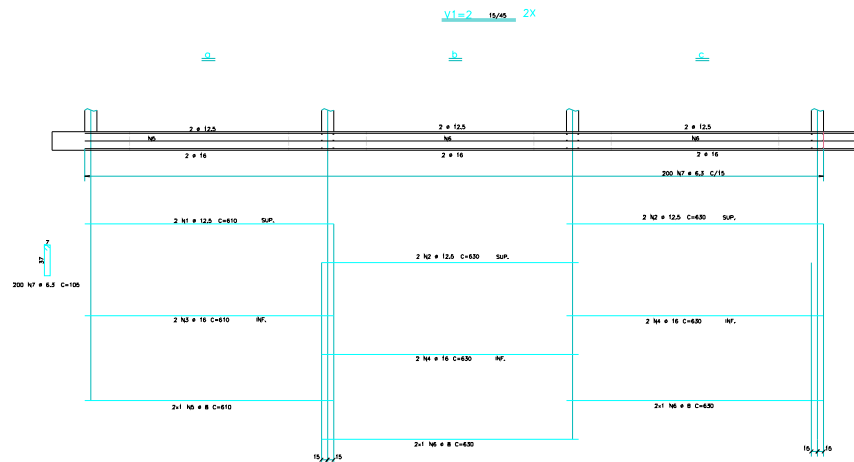 V1=2 15/45 2X
a b c
2 ø 12.5 2 ø 12.5 2 ø 12.5
N5 N6 N6
2 ø 16 2 ø 16 2 ø 16
200 N7 ø 6.3 C/15
2 N1 ø 12.5 C=610 SUP.
2 N2 ø 12.5 C=630 SUP.
7
37
2 N2 ø 12.5 C=630 SUP.
200 N7 ø 6.3 C=105
2 N3 ø 16 C=610 INF.
2 N4 ø 16 C=630 INF.
2 N4 ø 16 C=630 INF.
2x1 N5 ø 8 C=610
2x1 N6 ø 8 C=630
2x1 N6 ø 8 C=630
15 15
15 15